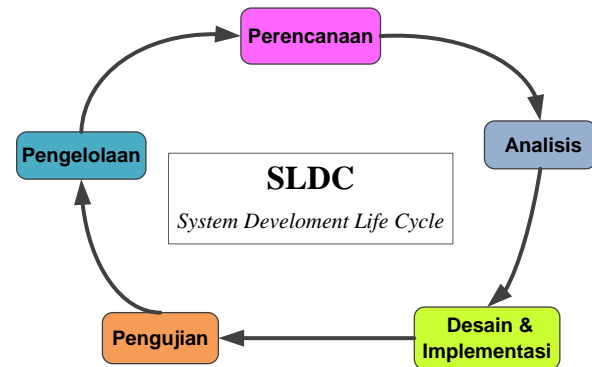 Perencanaan
Analisis
Pengelolaan
SLDC
System Develoment Life Cycle
Desain &
Implementasi
Pengujian